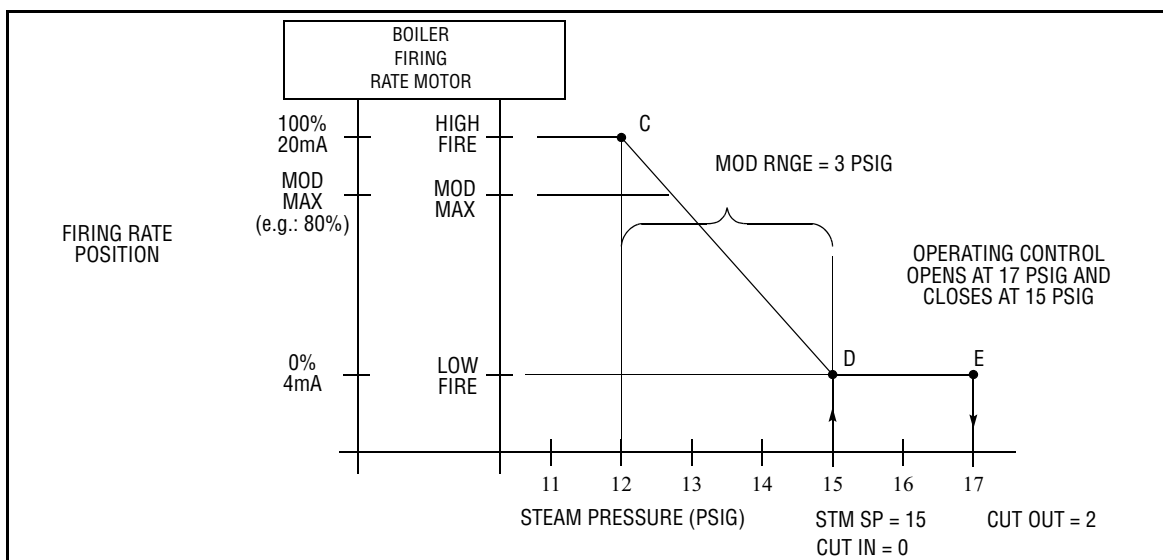 BOILER
FIRING
RATE MOTOR
100%
20mA
HIGH
FIRE
C
MOD RNGE = 3 PSIG
MOD
MAX
(e.g.: 80%)
MOD
MAX
FIRING RATE
POSITION
OPERATING CONTROL
OPENS AT 17 PSIG AND
CLOSES AT 15 PSIG
0%
4mA
LOW
FIRE
D
E
11 12 13 14 15 16 17
STEAM PRESSURE (PSIG)
STM SP = 15
CUT IN = 0
CUT OUT = 2